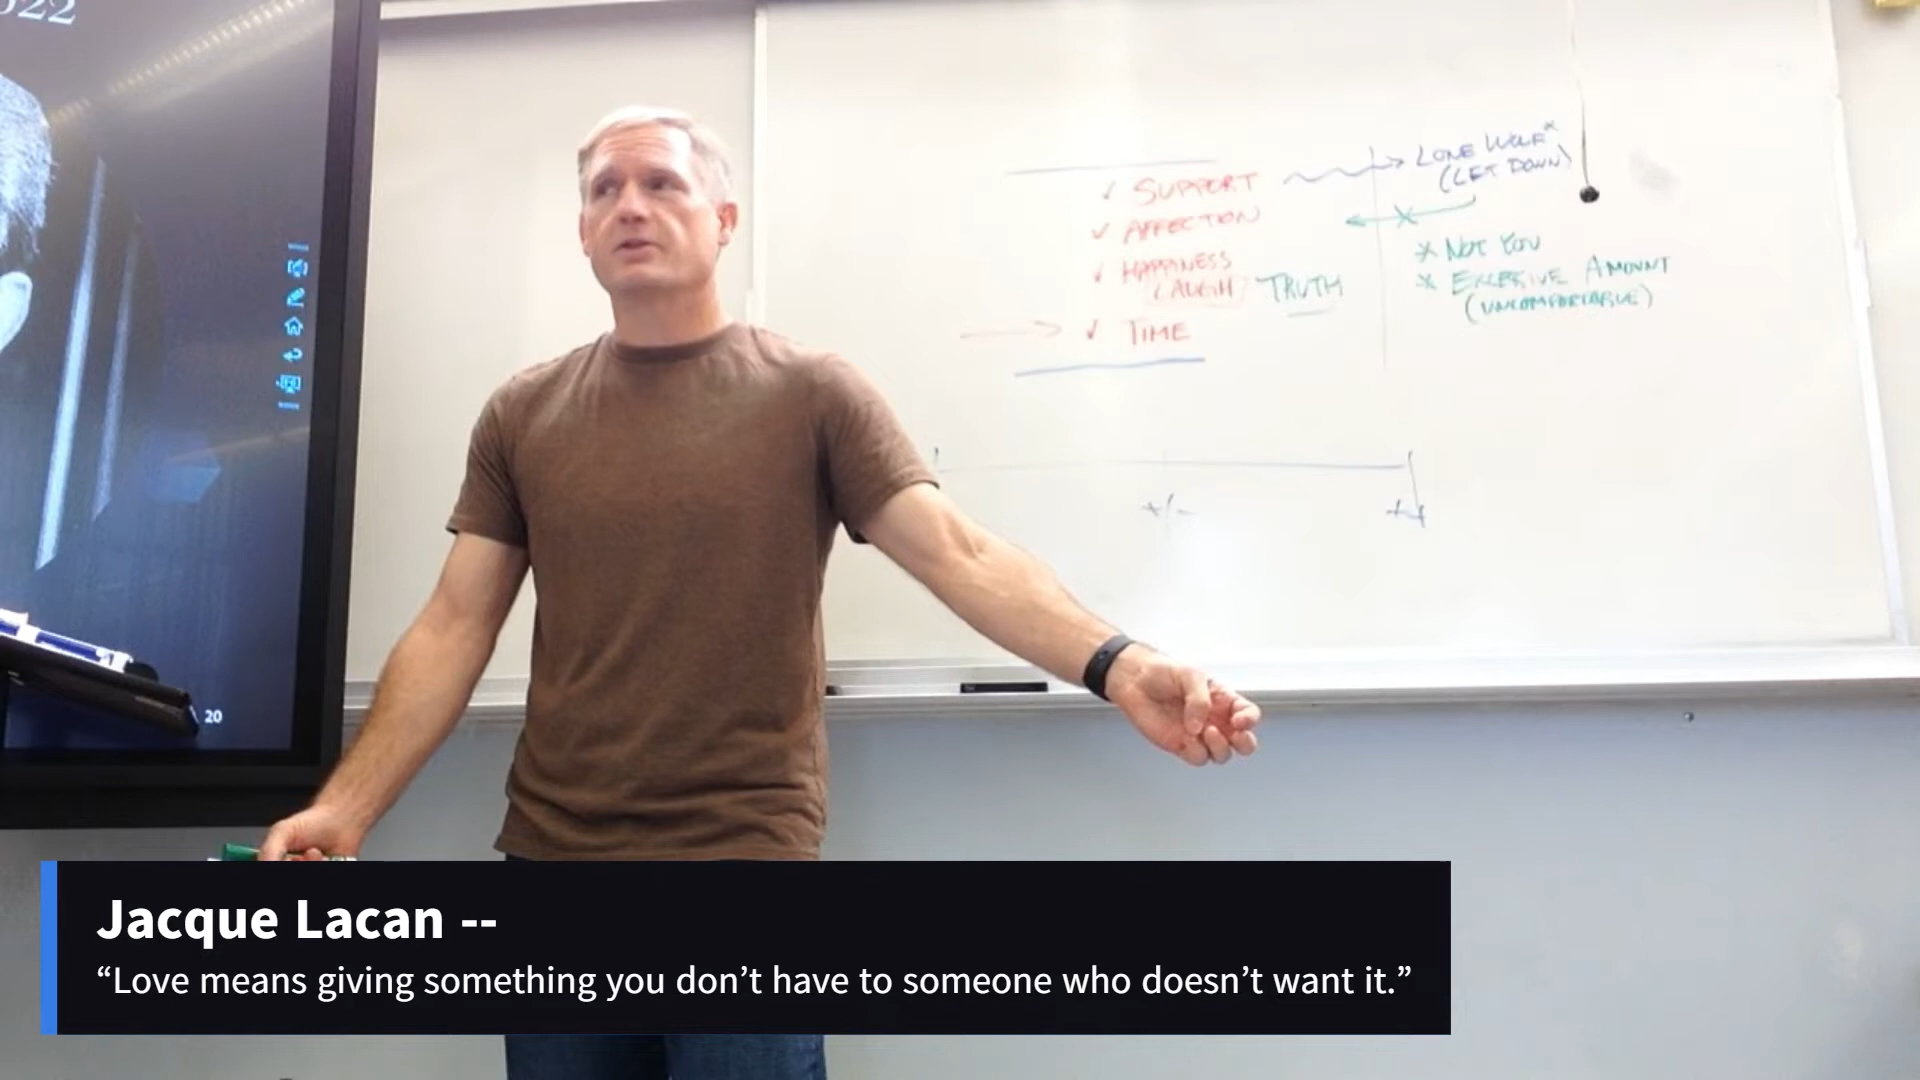 022
✓ SUPPORT
✓ AFFECTION
✓ HAPPINESS
LAUGH
TRUTH
✓ TIME
LONE WOLF*
(LET DOWN)
* NOT YOU
* EXCESSIVE AMOUNT
(UNCOMFORTABLE)
+/-
20
Jacque Lacan --
“Love means giving something you don’t have to someone who doesn’t want it.”